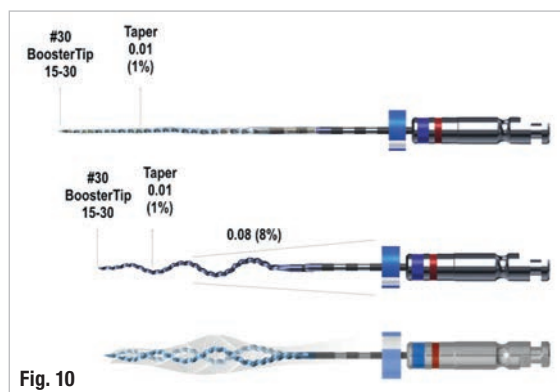 #30
BoosterTip
15-30
Taper
0.01
(1%)
#30
BoosterTip
15-30
Taper
0.01
(1%)
0.08 (8%)
Fig. 10